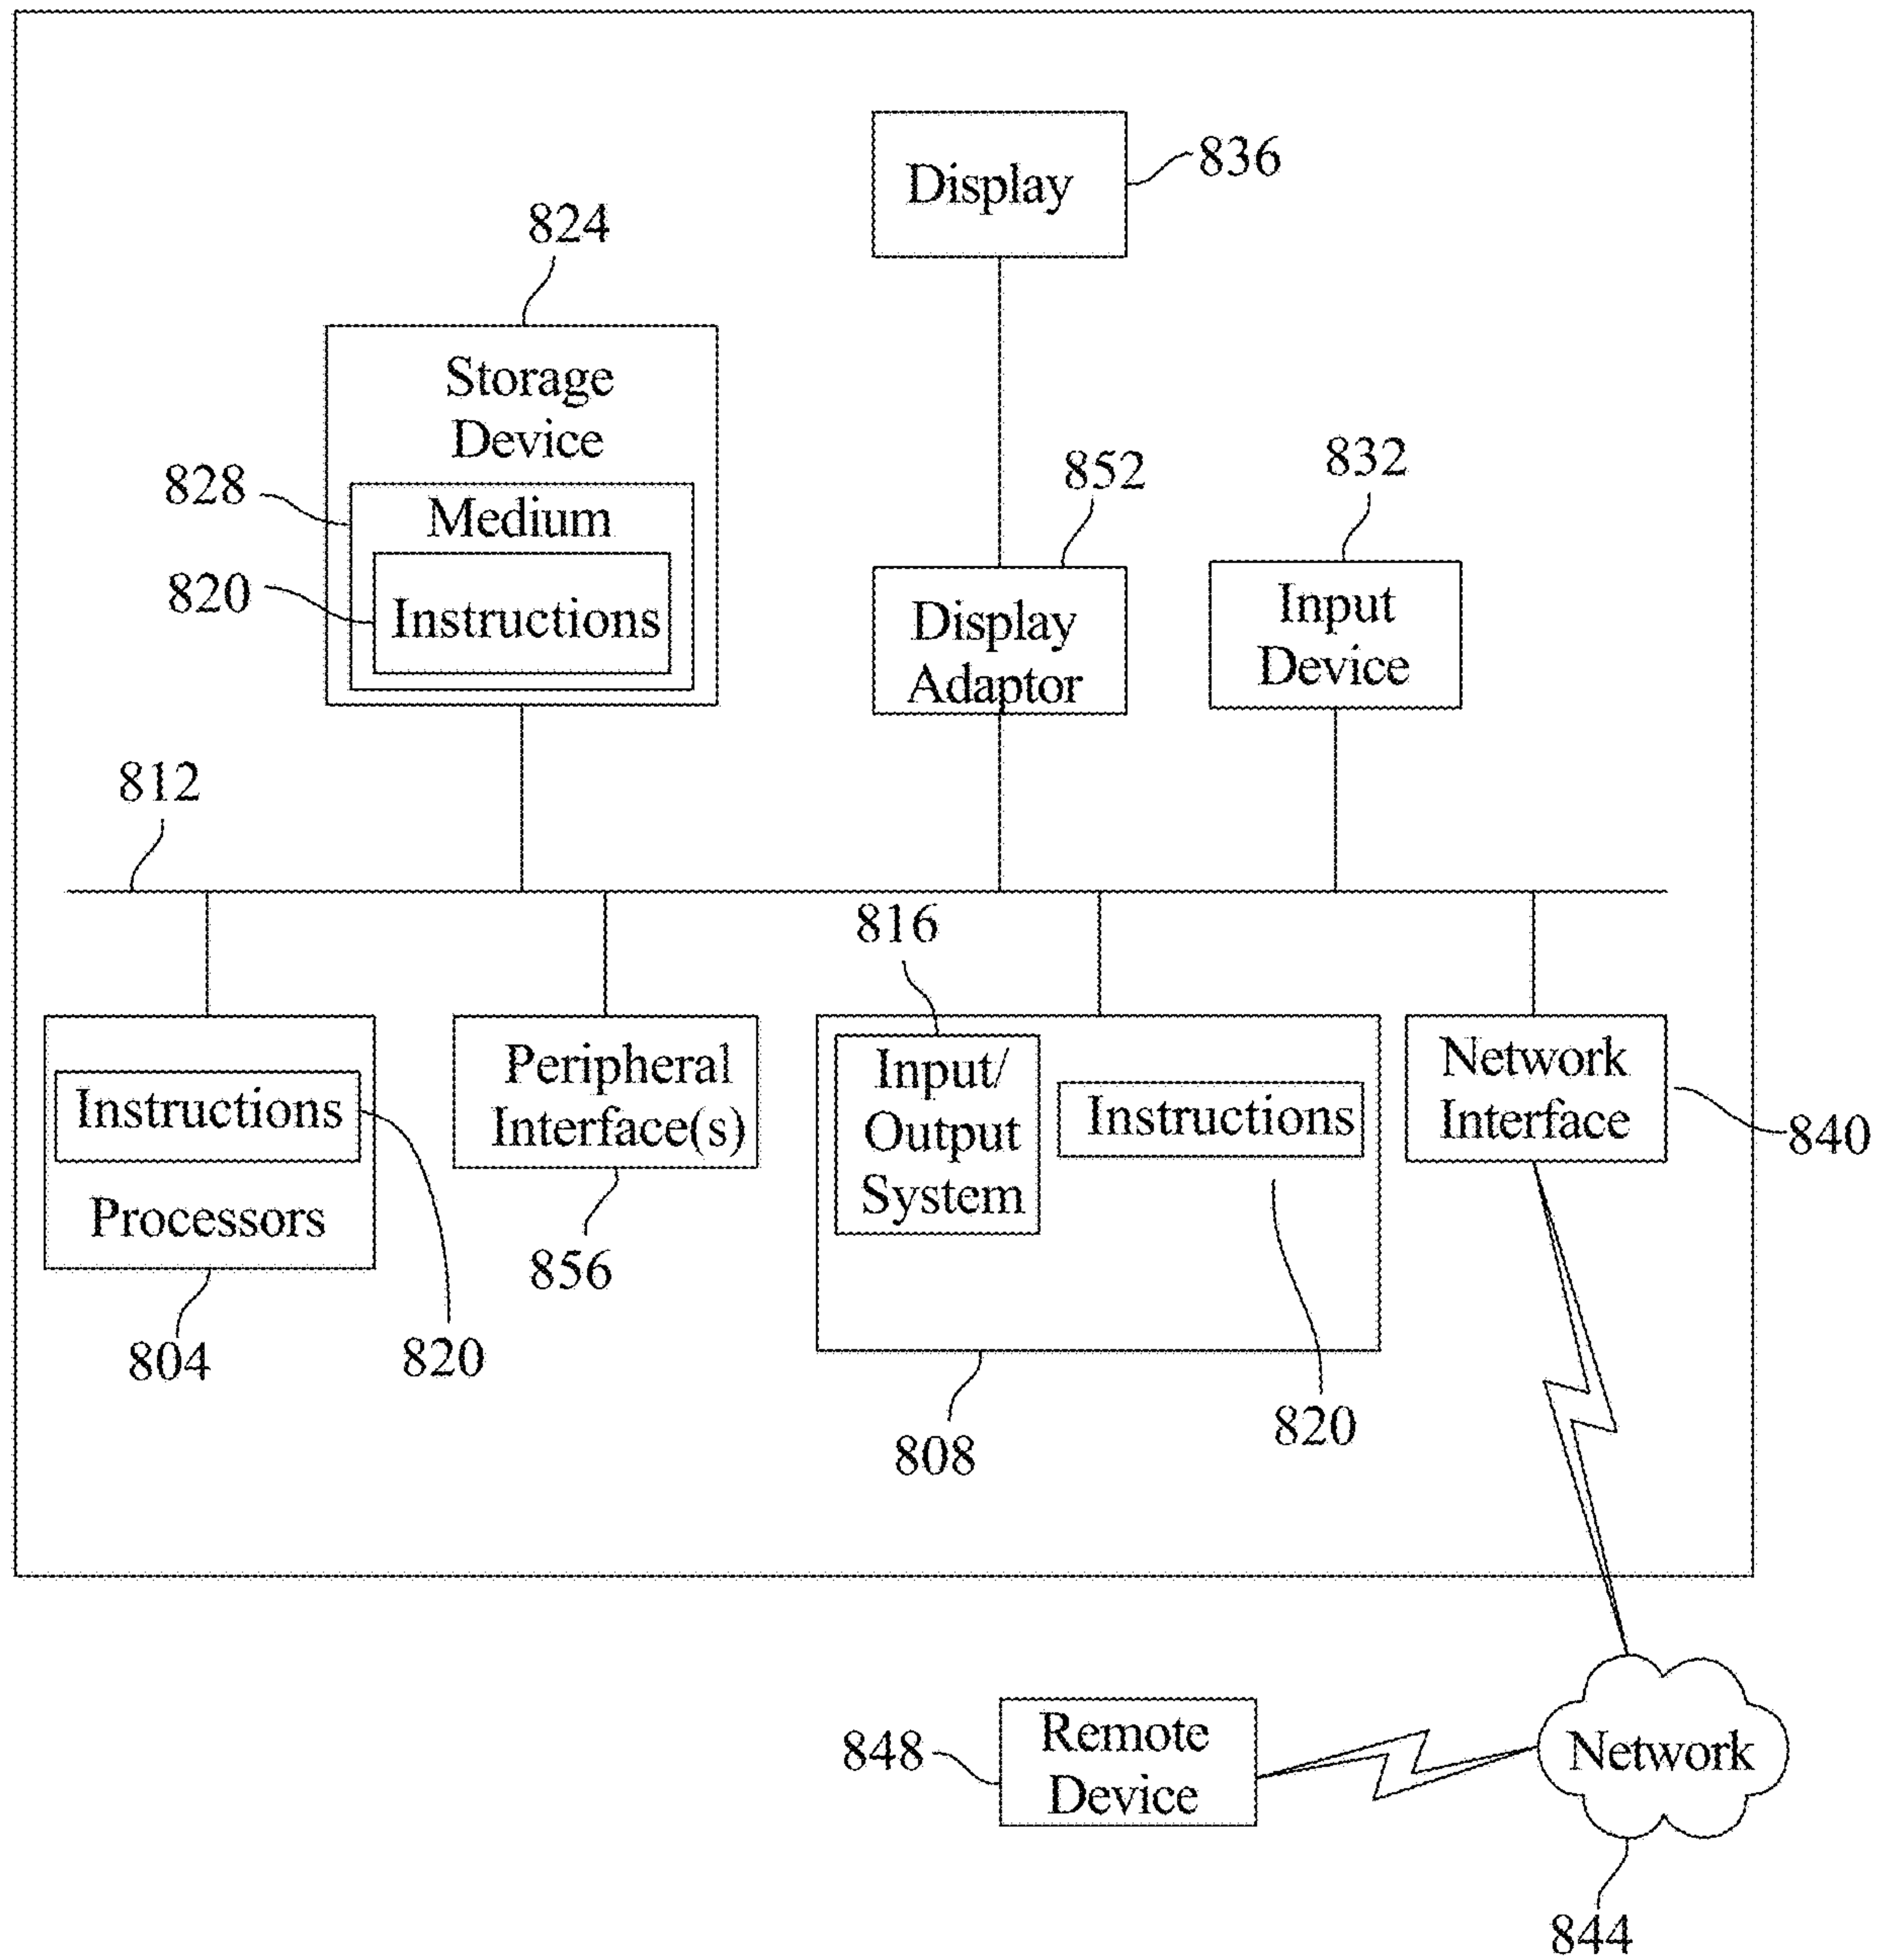 Display
836
824
Storage
Device
828
Medium
820
Instructions
852
Display
Adaptor
832
Input
Device
812
816
Instructions
Processors
804
820
Peripheral
Interface(s)
856
Input/
Output
System
Instructions
820
808
Network
Interface
840
848
Remote
Device
Network
844